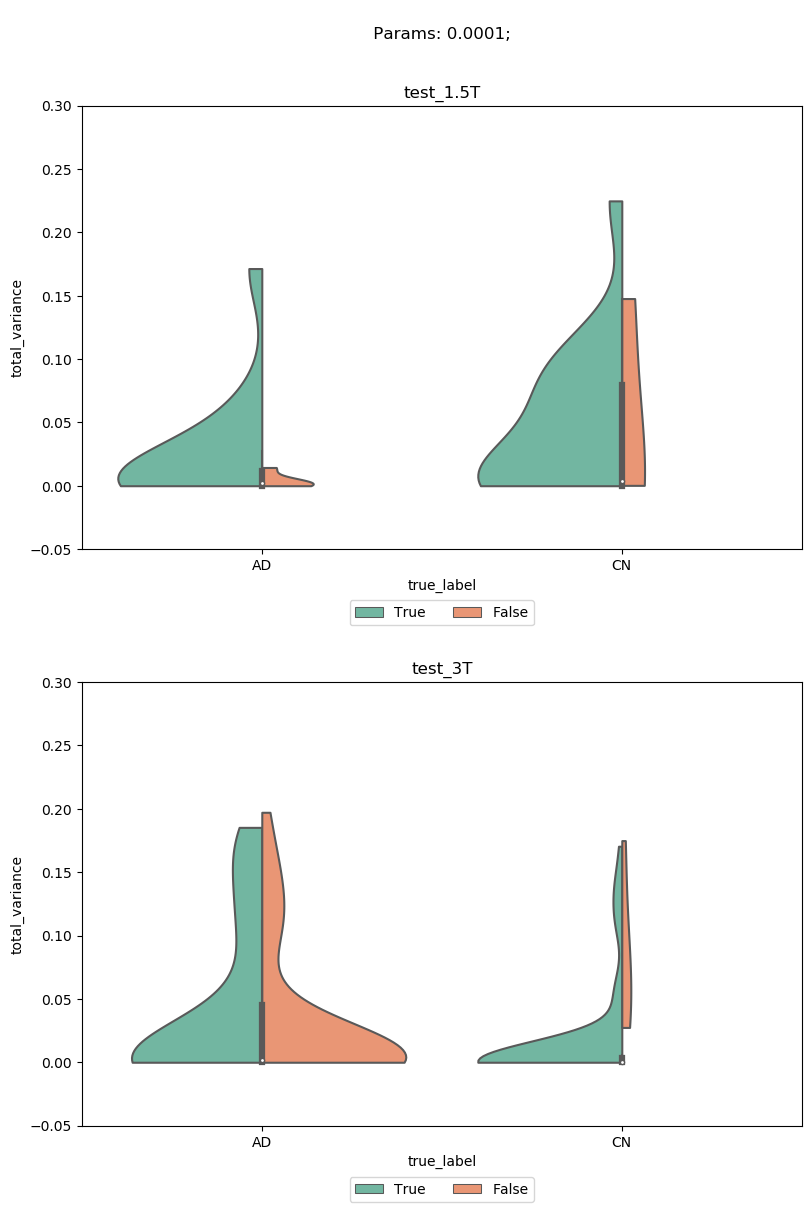 Params: 0.0001;
test_1.5T
0.30
0.25
0.20
0.15
0.10
0.05
0.00
−0.05
total_variance
AD CN
true_label
True False
test_3T
0.30
0.25
0.20
0.15
0.10
0.05
0.00
−0.05
total_variance
AD CN
true_label
True False